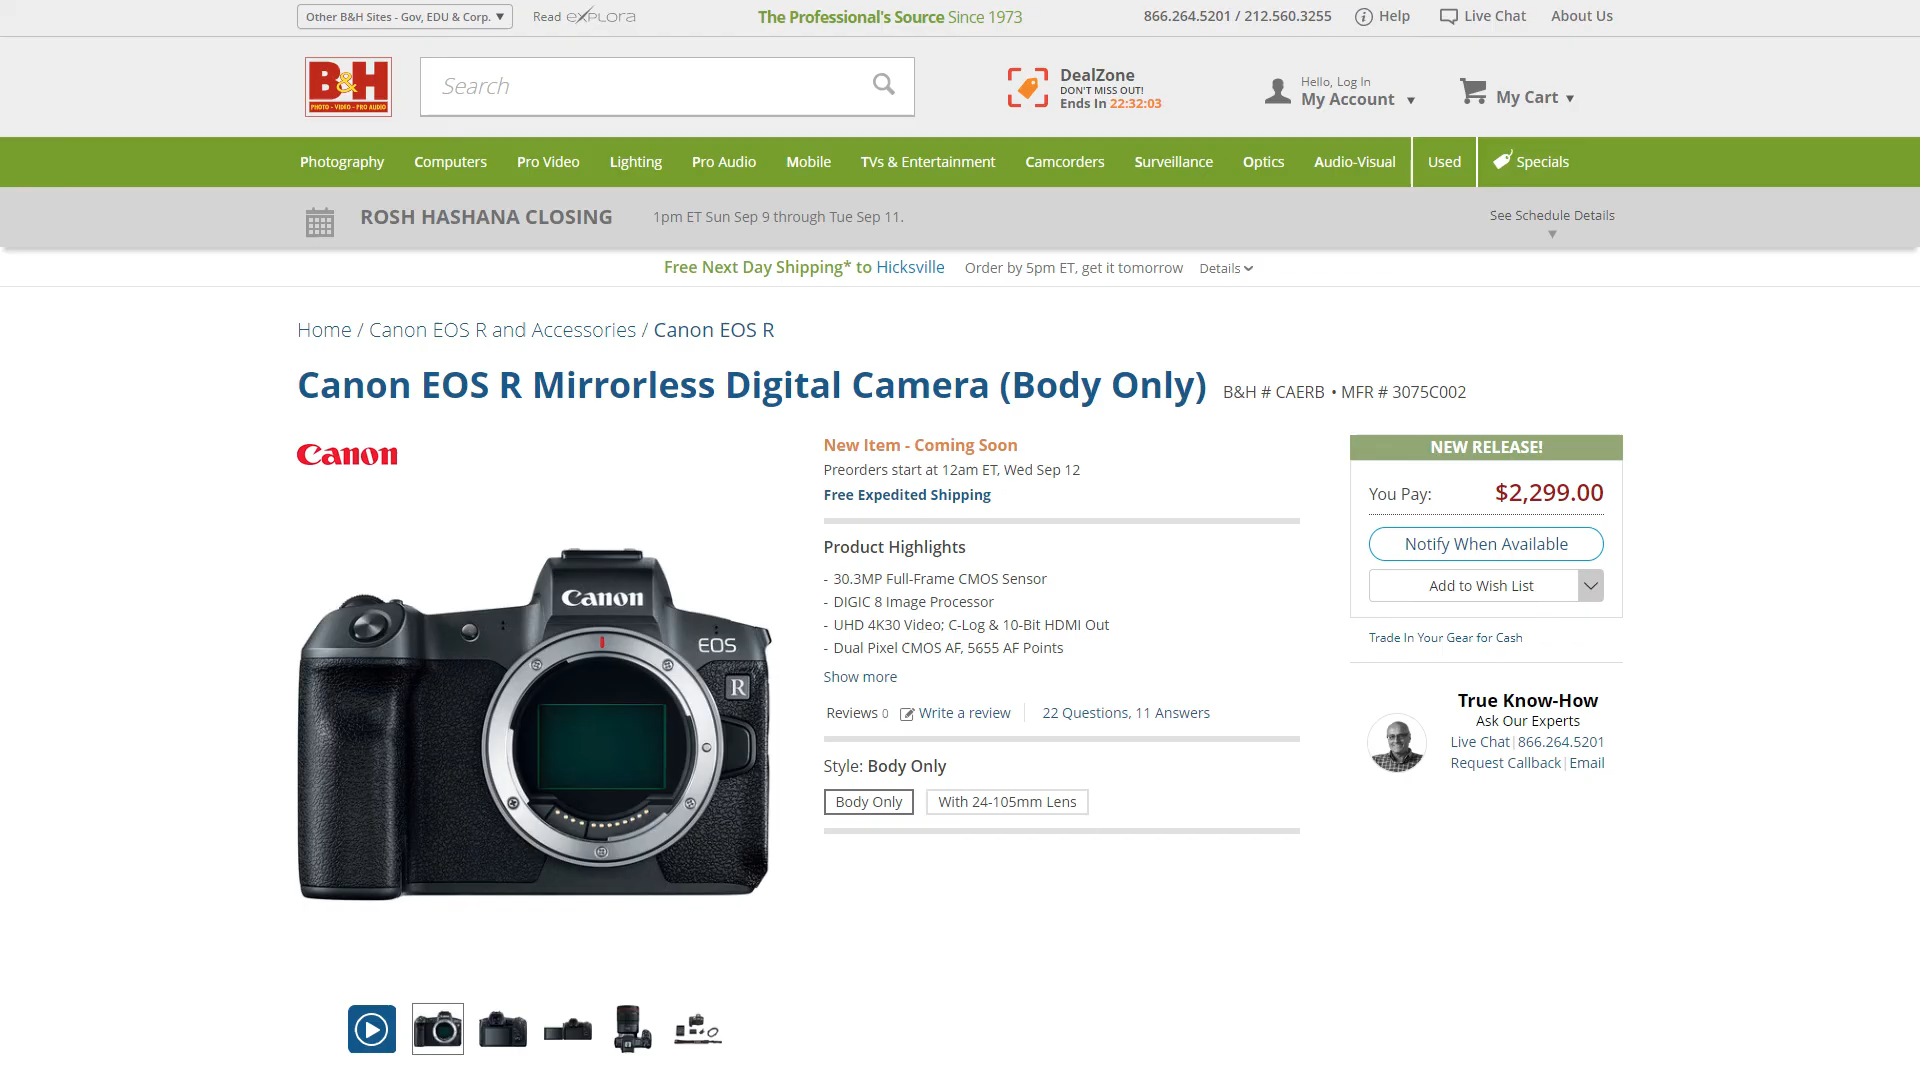 Other B&H Sites - Gov, EDU & Corp. ▼
Read eXPLORA
The Professional's Source Since 1973
866.264.5201 / 212.560.3255
Help
Live Chat
About Us
B&H
PHOTO - VIDEO - PRO AUDIO
Search
DealZone
DON'T MISS OUT!
Ends In 22:32:03
Hello, Log In
My Account ▼
My Cart ▼
Photography Computers Pro Video Lighting Pro Audio Mobile TVs & Entertainment Camcorders Surveillance Optics Audio-Visual Used Specials
ROSH HASHANA CLOSING 1pm ET Sun Sep 9 through Tue Sep 11.
See Schedule Details
Free Next Day Shipping* to Hicksville Order by 5pm ET, get it tomorrow Details
Home / Canon EOS R and Accessories / Canon EOS R
Canon EOS R Mirrorless Digital Camera (Body Only) B&H # CAERB • MFR # 3075C002
Canon
Canon
EOS
R
New Item - Coming Soon
Preorders start at 12am ET, Wed Sep 12
Free Expedited Shipping
Product Highlights
- 30.3MP Full-Frame CMOS Sensor
- DIGIC 8 Image Processor
- UHD 4K30 Video; C-Log & 10-Bit HDMI Out
- Dual Pixel CMOS AF, 5655 AF Points
Show more
Reviews 0 Write a review 22 Questions, 11 Answers
Style: Body Only
Body Only With 24-105mm Lens
NEW RELEASE!
You Pay: $2,299.00
Notify When Available
Add to Wish List
Trade In Your Gear for Cash
True Know-How
Ask Our Experts
Live Chat | 866.264.5201
Request Callback | Email